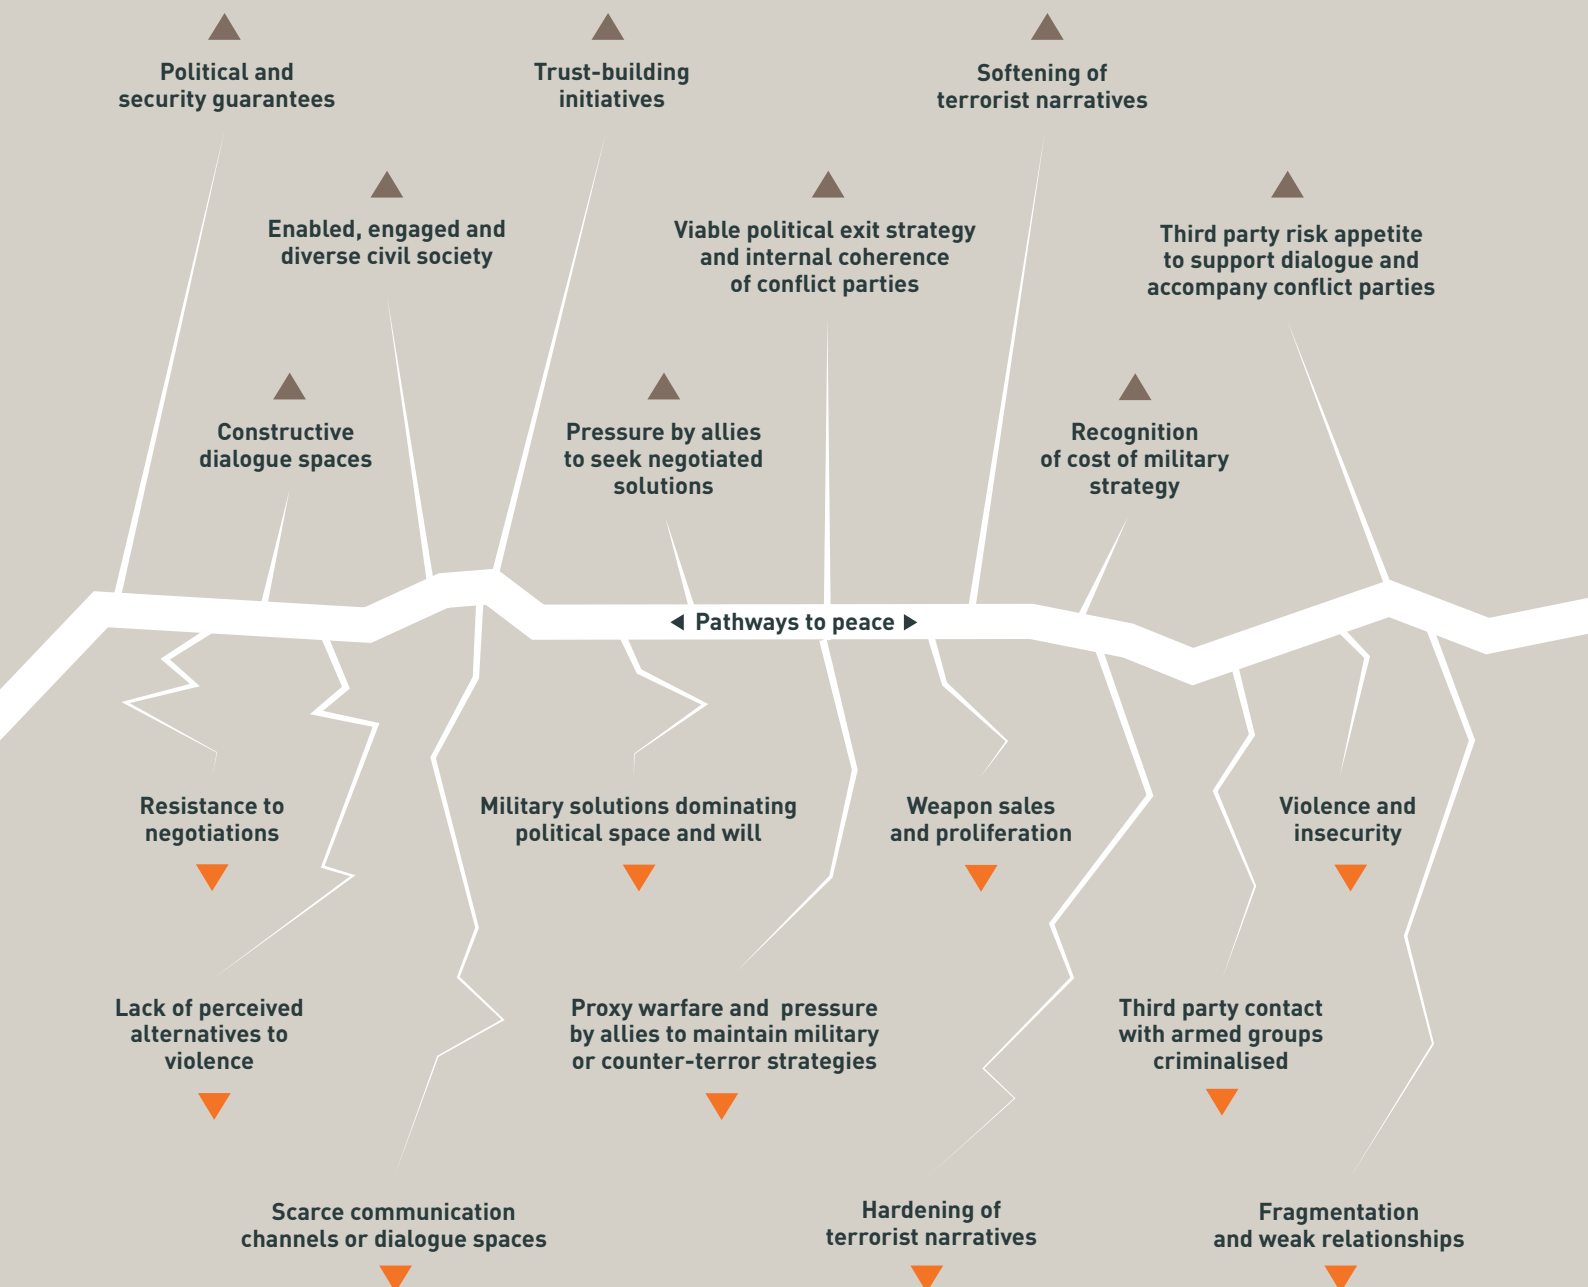 Political and
security guarantees
Trust-building
initiatives
Softening of
terrorist narratives
Enabled, engaged and
diverse civil society
Viable political exit strategy
and internal coherence
of conflict parties
Third party risk appetite
to support dialogue and
accompany conflict parties
Constructive
dialogue spaces
Pressure by allies
to seek negotiated
solutions
Recognition
of cost of military
strategy
Pathways to peace
Resistance to
negotiations
Military solutions dominating
political space and will
Weapon sales
and proliferation
Violence and
insecurity
Lack of perceived
alternatives to
violence
Proxy warfare and pressure
by allies to maintain military
or counter-terror strategies
Third party contact
with armed groups
criminalised
Scarce communication
channels or dialogue spaces
Hardening of
terrorist narratives
Fragmentation
and weak relationships